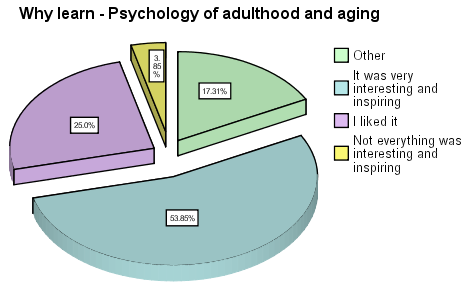 Why learn - Psychology of adulthood and aging
3.
85
%
17.31%
25.0%
53.85%
Other
It was very
interesting and
inspiring
I liked it
Not everything was
interesting and
inspiring